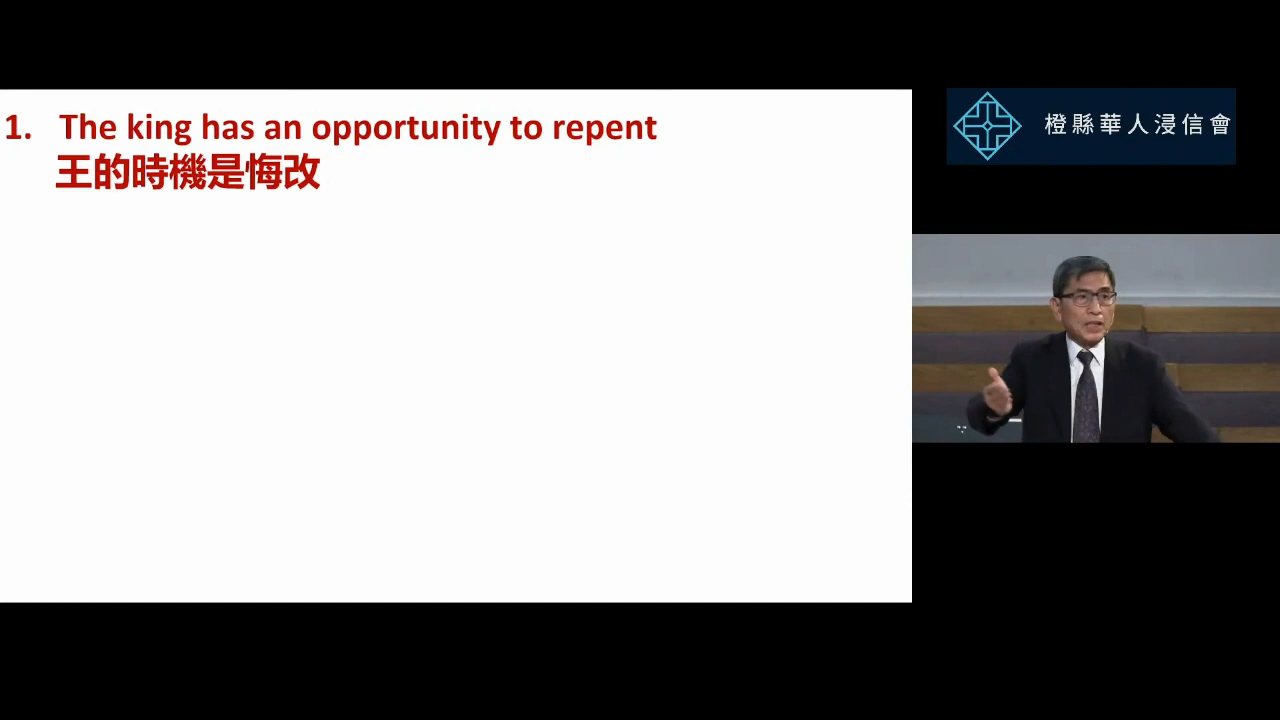 1. The king has an opportunity to repent
王的時機是悔改
橙縣華人浸信會